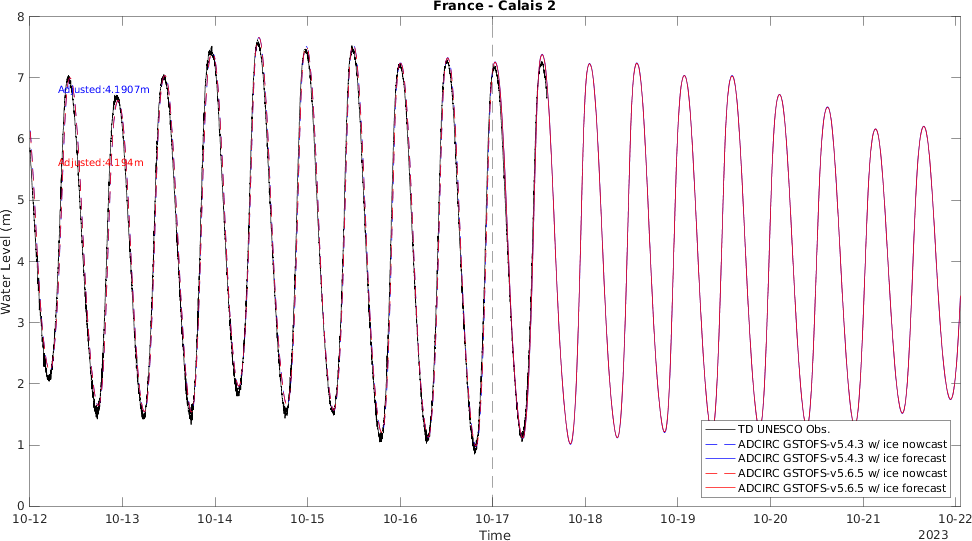 France - Calais 2
8
7
6
5
4
3
2
1
0
Water Level (m)
Adjusted:4.1907m
Adjusted:4.194m
TD UNESCO Obs.
ADCIRC GSTOFS-v5.4.3 w/ ice nowcast
ADCIRC GSTOFS-v5.4.3 w/ ice forecast
ADCIRC GSTOFS-v5.6.5 w/ ice nowcast
ADCIRC GSTOFS-v5.6.5 w/ ice forecast
10-12 10-13 10-14 10-15 10-16 10-17 10-18 10-19 10-20 10-21 10-22
Time
2023